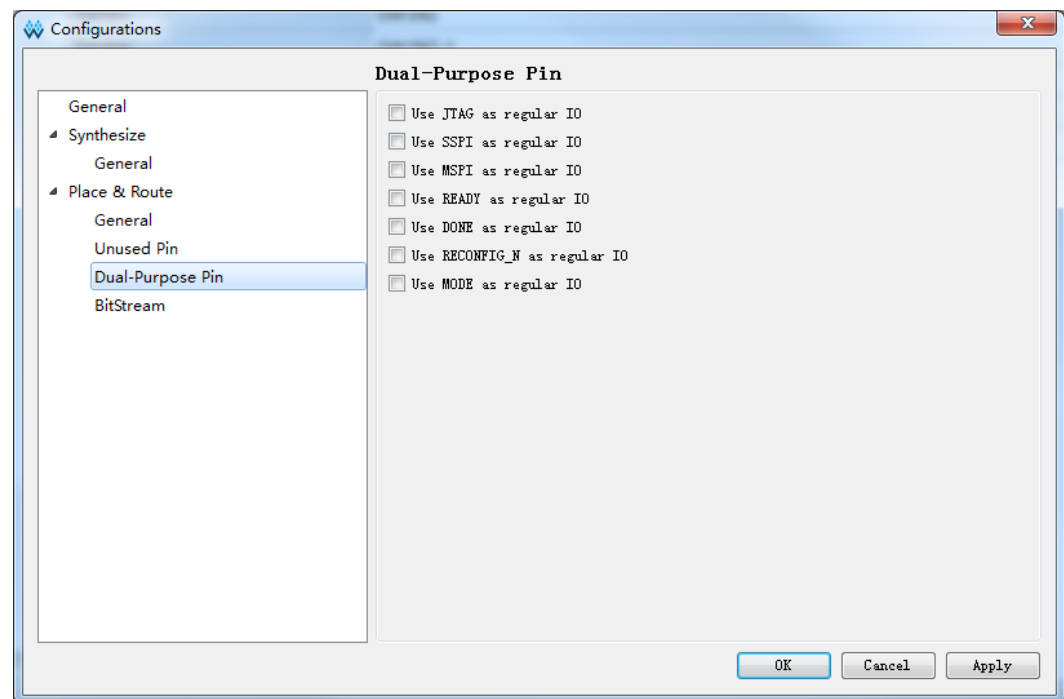 Configurations
Dual-Purpose Pin
General
Synthesize
General
Place & Route
General
Unused Pin
Dual-Purpose Pin
BitStream
Use JTAG as regular IO
Use SSPI as regular IO
Use MSPI as regular IO
Use READY as regular IO
Use DONE as regular IO
Use RECONFIG_N as regular IO
Use MODE as regular IO
OK
Cancel
Apply